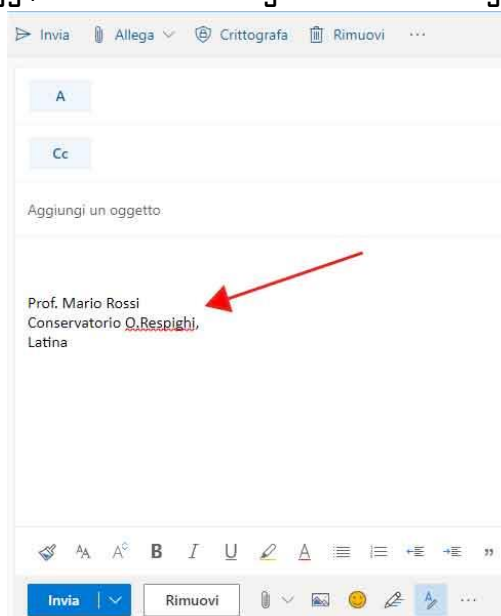 Invia Allega Crittografa Rimuovi ...
A
Cc
Aggiungi un oggetto
Prof. Mario Rossi
Conservatorio O.Respighi,
Latina
B I U A
Invia Rimuovi ...